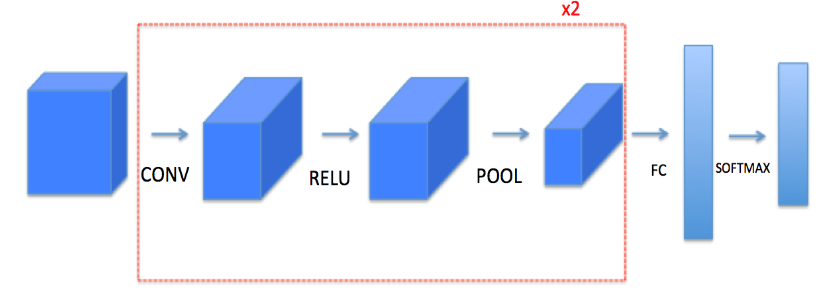 x2
CONV
RELU
POOL
FC
SOFTMAX